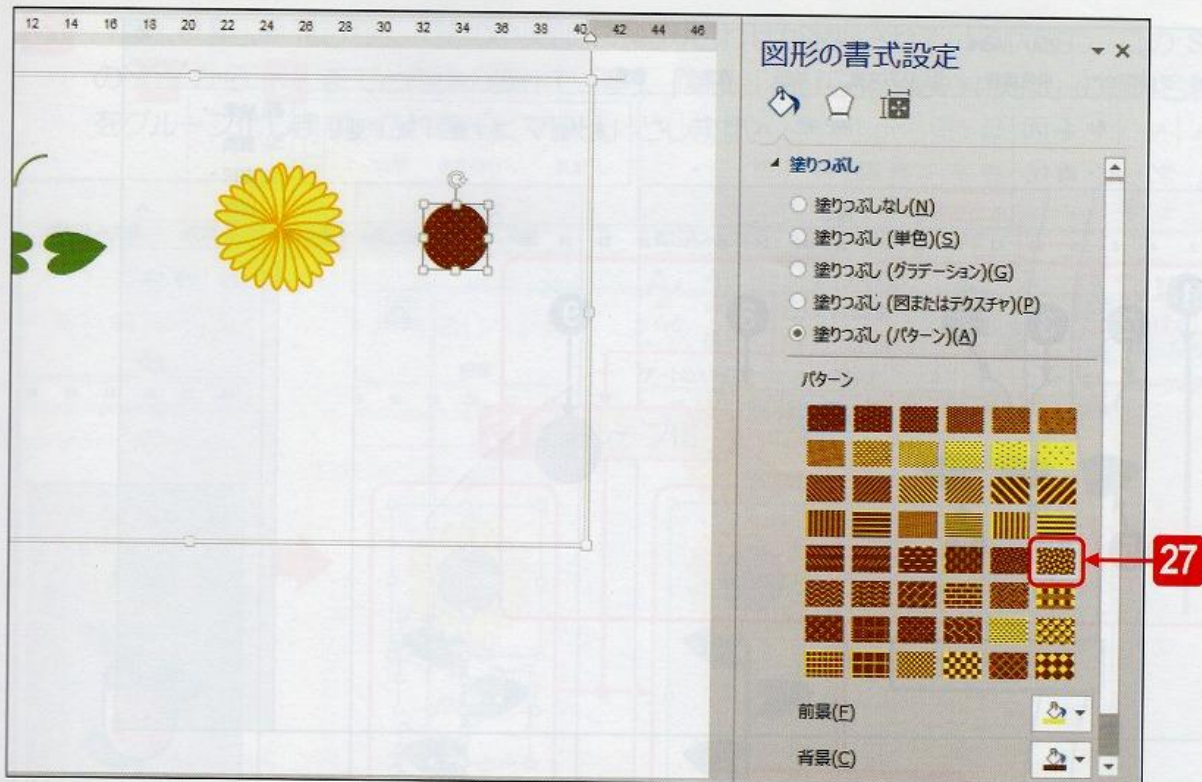 12 14 16 18 20 22 24 26 28 30 32 34 36 38 40 42 44 46
図形の書式設定
塗りつぶし
塗りつぶしなし(N)
塗りつぶし (単色)(S)
塗りつぶし (グラデーション)(G)
塗りつぶし (図またはテクスチャ)(P)
塗りつぶし (パターン)(A)
パターン
27
前景(F)
背景(C)